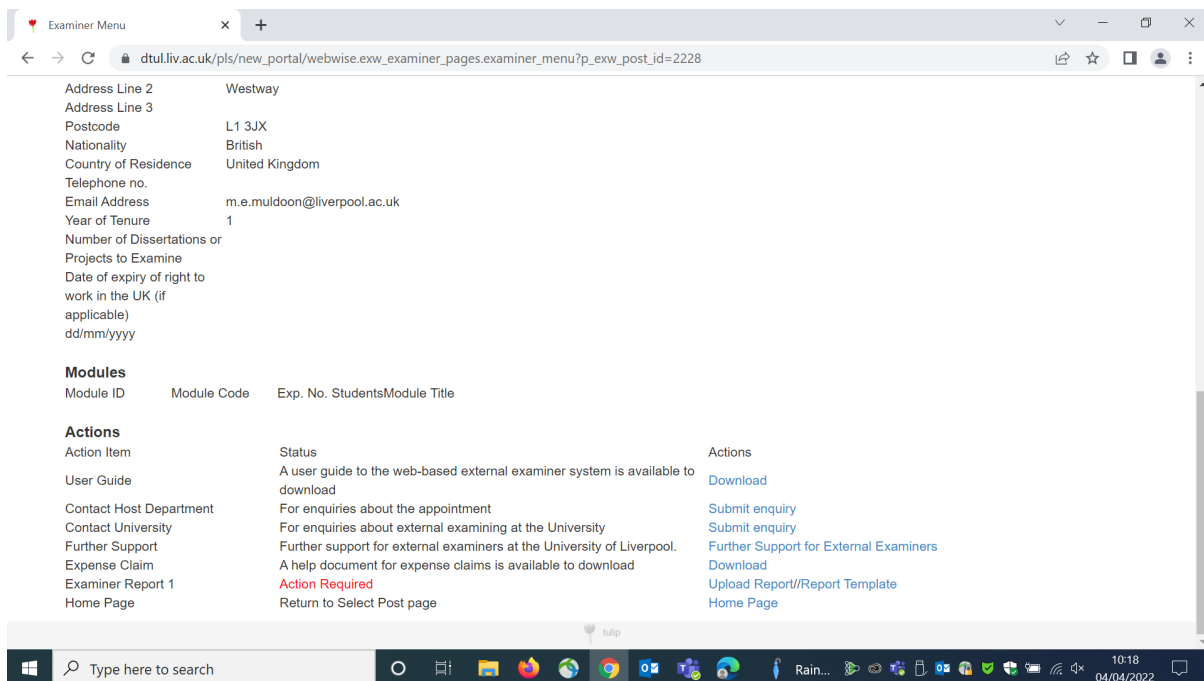 Examiner Menu
dtul.liv.ac.uk/pls/new_portal/webwise.exw_examiner_pages.examiner_menu?p_exw_post_id=2228
Address Line 2 Westway
Address Line 3
Postcode L1 3JX
Nationality British
Country of Residence United Kingdom
Telephone no.
Email Address m.e.muldoon@liverpool.ac.uk
Year of Tenure 1
Number of Dissertations or
Projects to Examine
Date of expiry of right to
work in the UK (if
applicable)
dd/mm/yyyy
Modules
Module ID Module Code Exp. No. StudentsModule Title
Actions
Action Item Status Actions
User Guide A user guide to the web-based external examiner system is available to download Download
Contact Host Department For enquiries about the appointment Submit enquiry
Contact University For enquiries about external examining at the University Submit enquiry
Further Support Further support for external examiners at the University of Liverpool. Further Support for External Examiners
Expense Claim A help document for expense claims is available to download Download
Examiner Report 1 Action Required Upload Report//Report Template
Home Page Return to Select Post page Home Page
tulip
Type here to search Rain... 10:18
04/04/2022